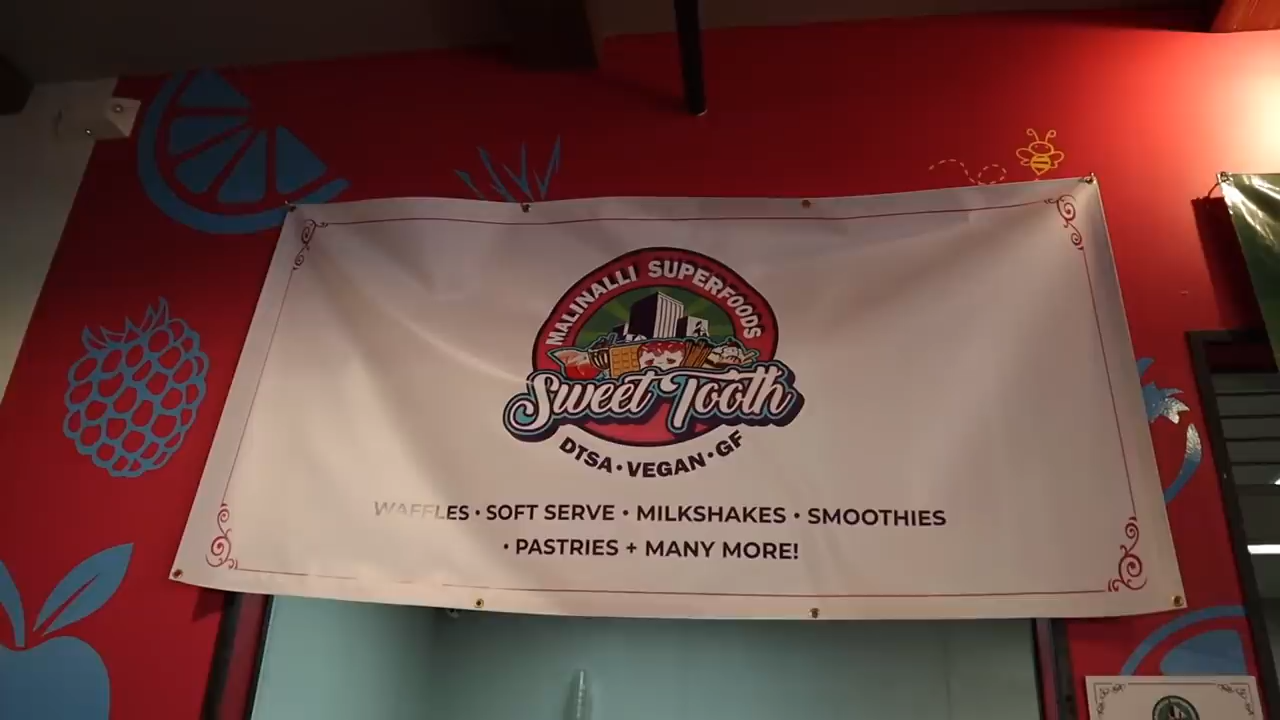 MALINALLI SUPERFOODS
Sweet Tooth
DTSA • VEGAN • GF
WAFFLES • SOFT SERVE • MILKSHAKES • SMOOTHIES
• PASTRIES + MANY MORE!